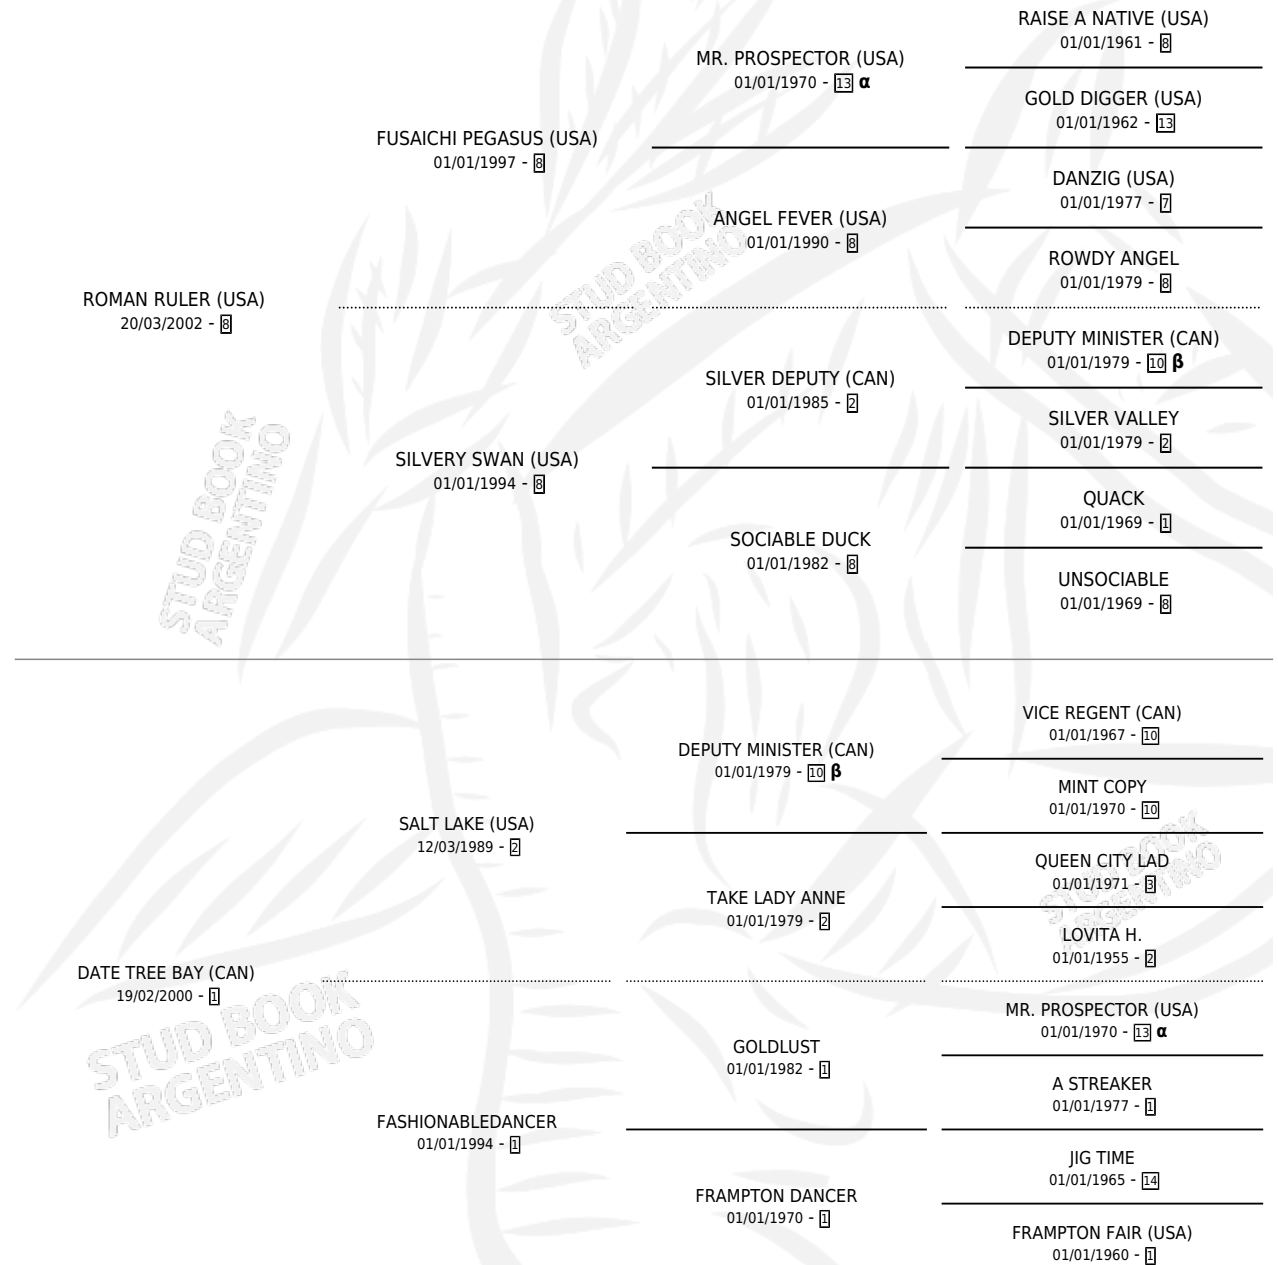 RAISE A NATIVE (USA)
01/01/1961 - 8
MR. PROSPECTOR (USA)
01/01/1970 - 13 α
GOLD DIGGER (USA)
01/01/1962 - 13
FUSAICHI PEGASUS (USA)
01/01/1997 - 8
DANZIG (USA)
01/01/1977 - 7
ANGEL FEVER (USA)
01/01/1990 - 8
ROWDY ANGEL
01/01/1979 - 8
ROMAN RULER (USA)
20/03/2002 - 8
DEPUTY MINISTER (CAN)
01/01/1979 - 10 β
SILVER DEPUTY (CAN)
01/01/1985 - 2
SILVER VALLEY
01/01/1979 - 2
SILVERY SWAN (USA)
01/01/1994 - 8
QUACK
01/01/1969 - 1
SOCIABLE DUCK
01/01/1982 - 8
UNSOCIABLE
01/01/1969 - 8
VICE REGENT (CAN)
01/01/1967 - 10
DEPUTY MINISTER (CAN)
01/01/1979 - 10 β
MINT COPY
01/01/1970 - 10
SALT LAKE (USA)
12/03/1989 - 2
QUEEN CITY LAD
01/01/1971 - 3
TAKE LADY ANNE
01/01/1979 - 2
LOVITA H.
01/01/1955 - 2
DATE TREE BAY (CAN)
19/02/2000 - 1
MR. PROSPECTOR (USA)
01/01/1970 - 13 α
GOLDLUST
01/01/1982 - 1
A STREAKER
01/01/1977 - 1
FASHIONABLEDANCER
01/01/1994 - 1
JIG TIME
01/01/1965 - 14
FRAMPTON DANCER
01/01/1970 - 1
FRAMPTON FAIR (USA)
01/01/1960 - 1
STUD BOOK
ARGENTINO
STUD BOOK
ARGENTINO
STUD BOOK
ARGENTINO
STUD BOOK
ARGENTINO